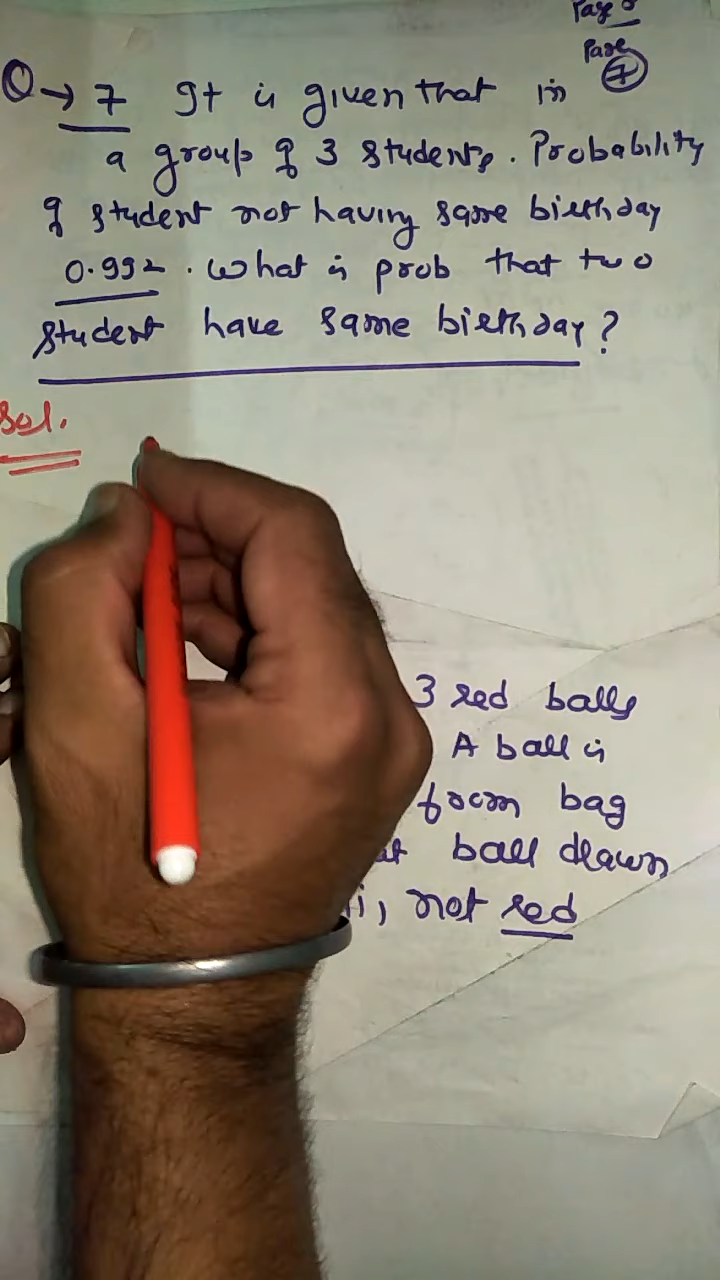 Page
Page
7
Q → 7 It is given that in
a group of 3 students. Probability
of student not having same birthday
0.992. What is prob that two
student have same birthday?
Sol.
3 red balls
A ball is
from bag
at ball drawn
i, not red